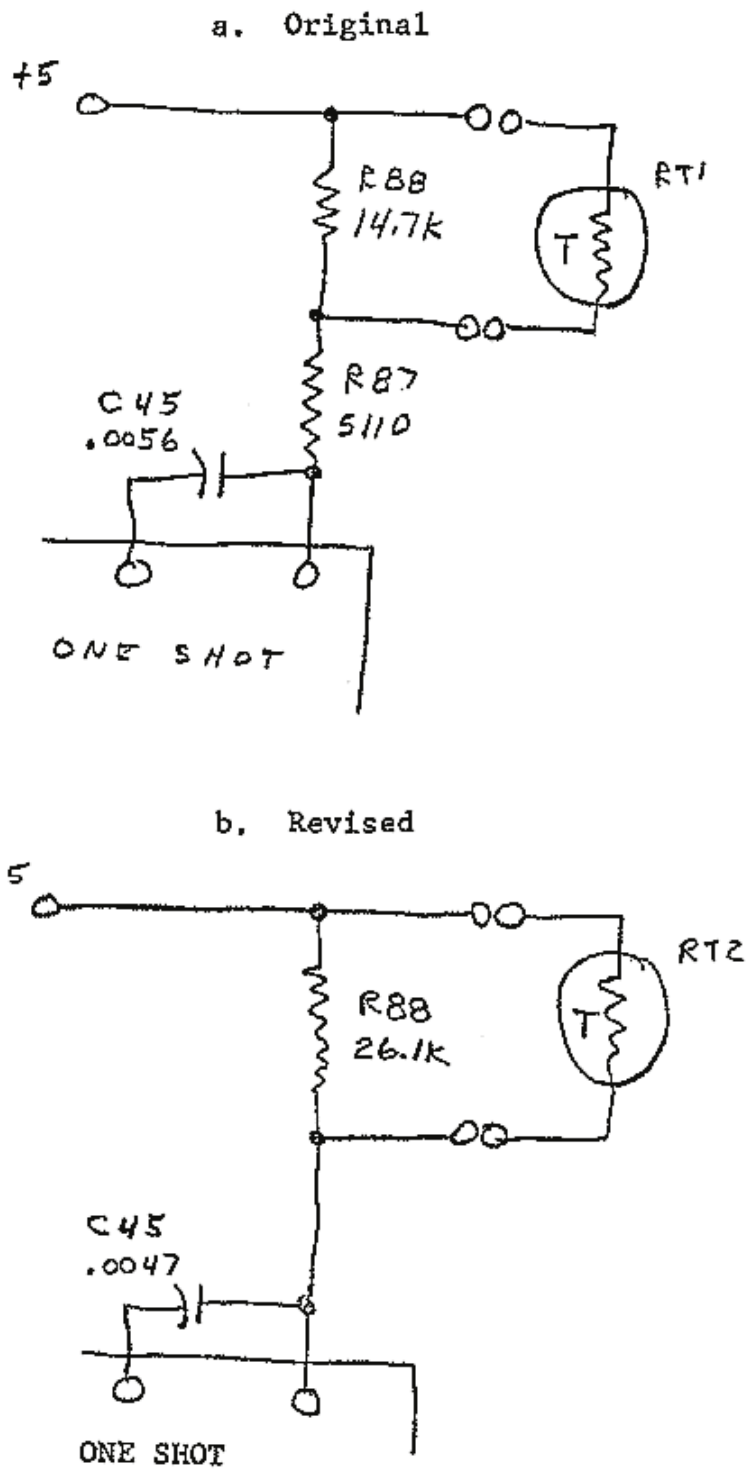 a. Original
+5
R88
14.7K
RT1
T
R87
5110
C45
.0056
ONE SHOT
b. Revised
5
R88
26.1K
RT2
T
C45
.0047
ONE SHOT